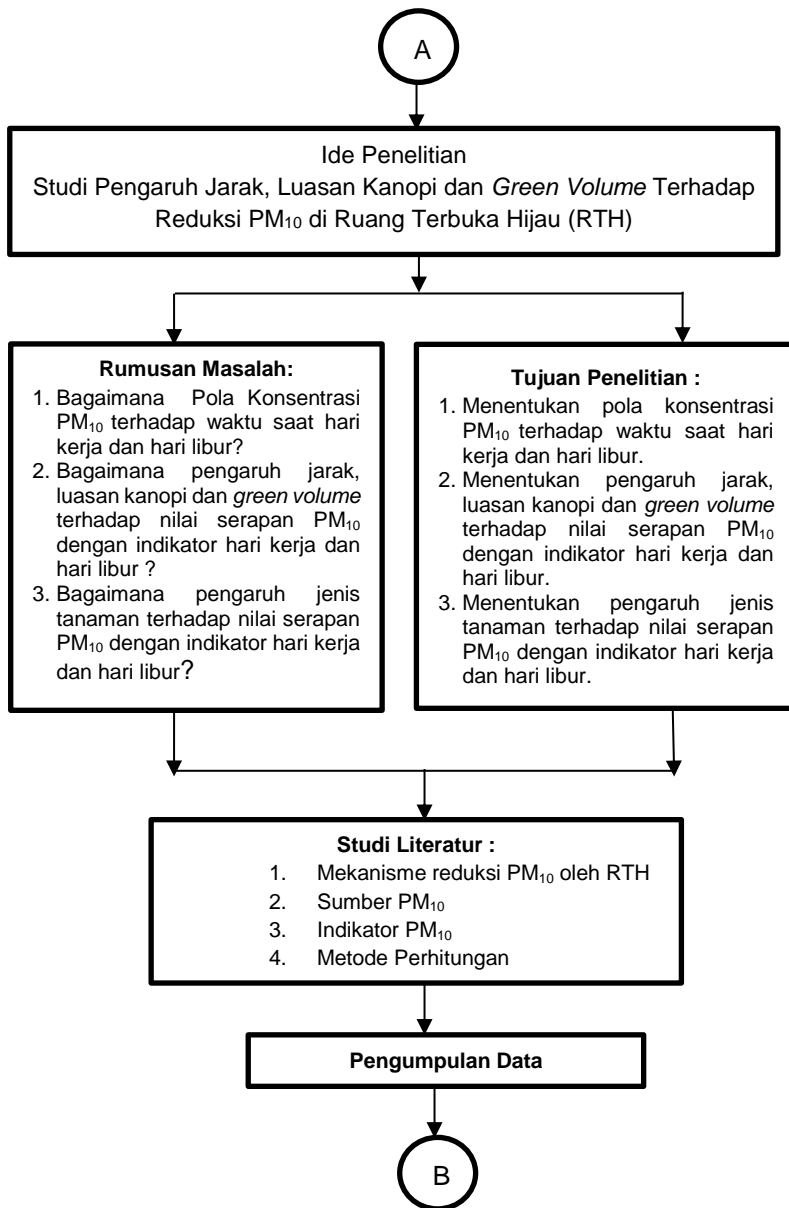 A
Ide Penelitian
Studi Pengaruh Jarak, Luasan Kanopi dan Green Volume Terhadap
Reduksi PM₁₀ di Ruang Terbuka Hijau (RTH)
Rumusan Masalah:
1. Bagaimana Pola Konsentrasi
PM₁₀ terhadap waktu saat hari
kerja dan hari libur?
2. Bagaimana pengaruh jarak,
luasan kanopi dan green volume
terhadap nilai serapan PM₁₀
dengan indikator hari kerja dan
hari libur ?
3. Bagaimana pengaruh jenis
tanaman terhadap nilai serapan
PM₁₀ dengan indikator hari kerja
dan hari libur?
Tujuan Penelitian :
1. Menentukan pola konsentrasi
PM₁₀ terhadap waktu saat hari
kerja dan hari libur.
2. Menentukan pengaruh jarak,
luasan kanopi dan green volume
terhadap nilai serapan PM₁₀
dengan indikator hari kerja dan
hari libur.
3. Menentukan pengaruh jenis
tanaman terhadap nilai serapan
PM₁₀ dengan indikator hari kerja
dan hari libur.
Studi Literatur :
1. Mekanisme reduksi PM₁₀ oleh RTH
2. Sumber PM₁₀
3. Indikator PM₁₀
4. Metode Perhitungan
Pengumpulan Data
B